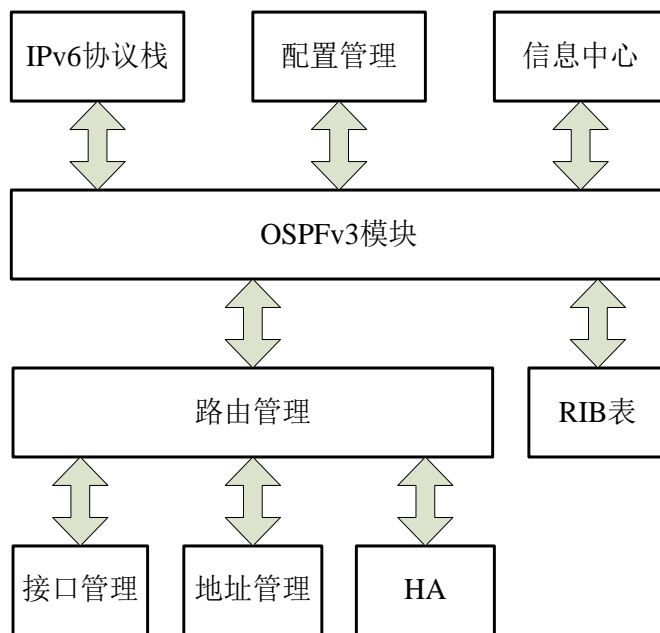 IPv6协议栈
配置管理
信息中心
OSPFv3模块
路由管理
RIB表
接口管理
地址管理
HA